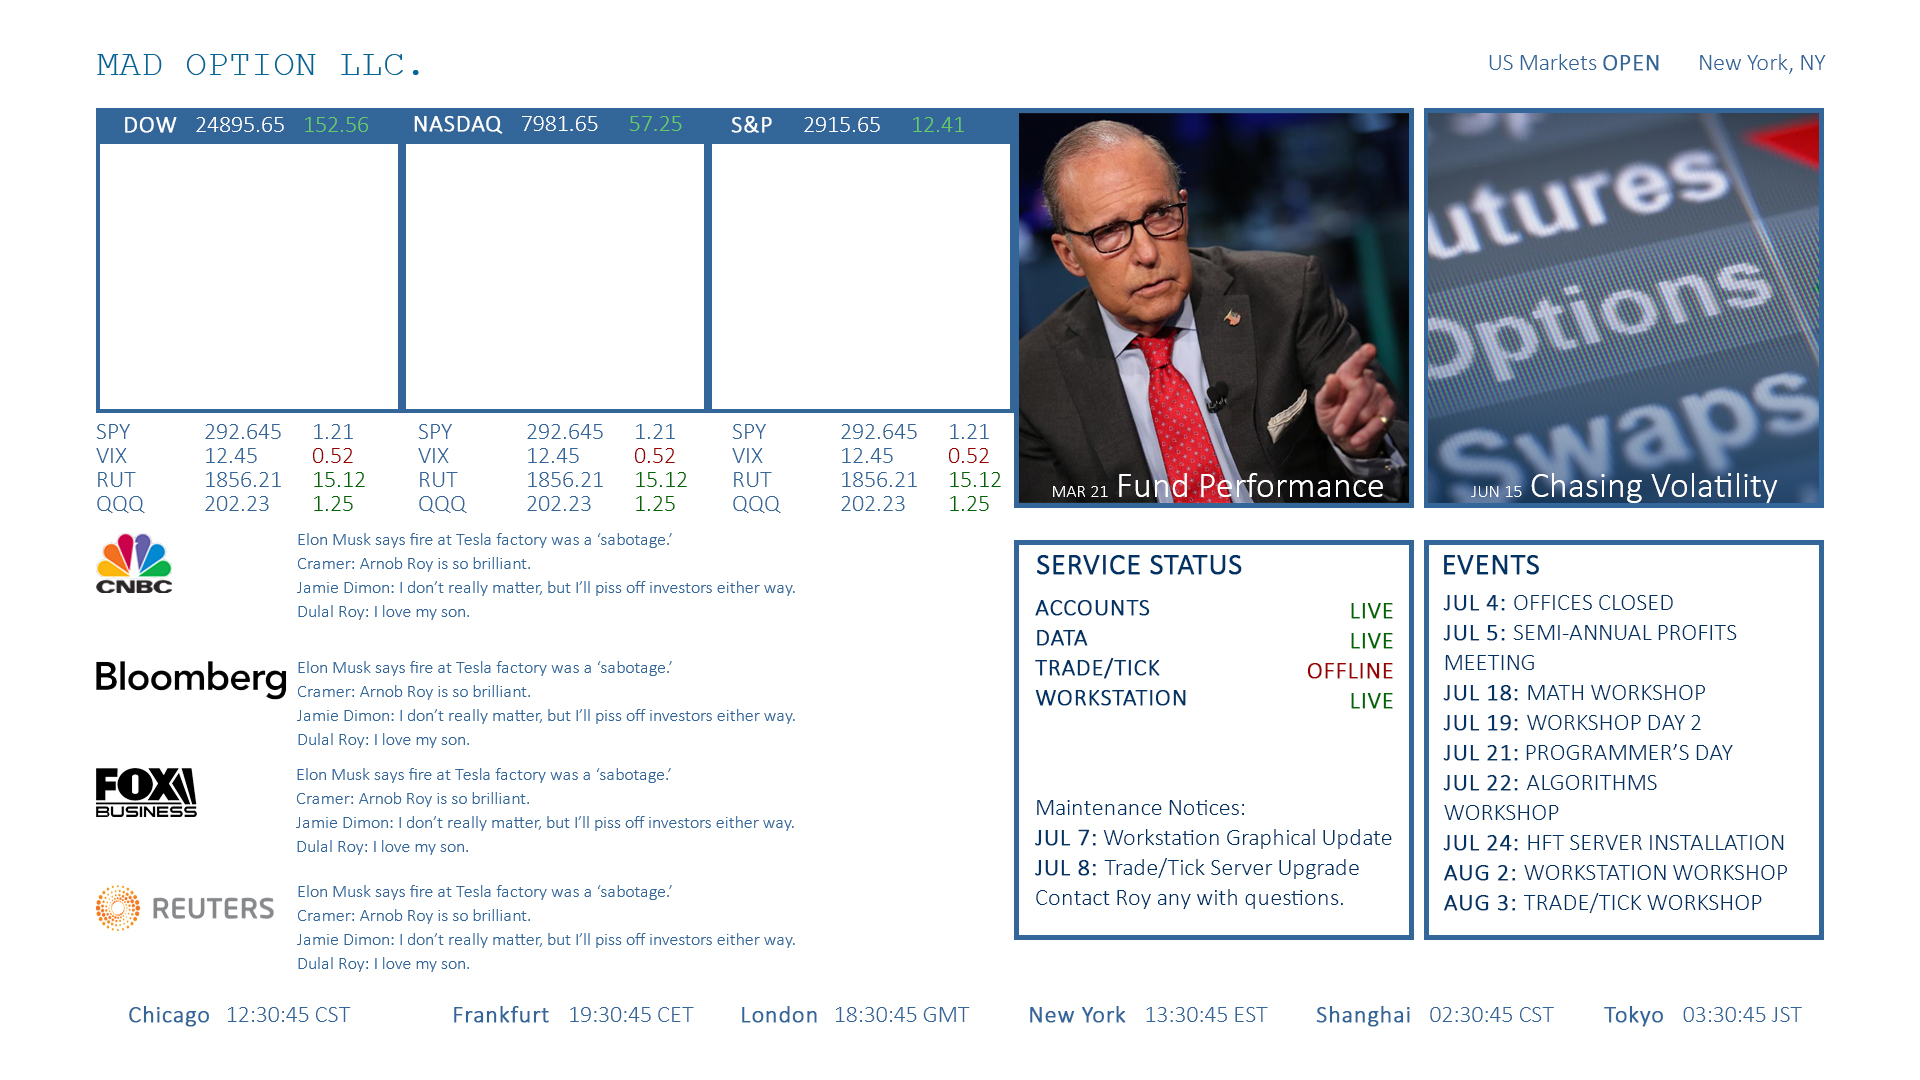 MAD OPTION LLC.
US Markets OPEN New York, NY
DOW 24895.65 152.56 NASDAQ 7981.65 57.25 S&P 2915.65 12.41
SPY 292.645 1.21 SPY 292.645 1.21 SPY 292.645 1.21
VIX 12.45 0.52 VIX 12.45 0.52 VIX 12.45 0.52
RUT 1856.21 15.12 RUT 1856.21 15.12 RUT 1856.21 15.12
QQQ 202.23 1.25 QQQ 202.23 1.25 QQQ 202.23 1.25
MAR 21 Fund Performance
utures
Options
Swaps
JUN 15 Chasing Volatility
CNBC
Elon Musk says fire at Tesla factory was a ‘sabotage.’
Cramer: Arnob Roy is so brilliant.
Jamie Dimon: I don’t really matter, but I’ll piss off investors either way.
Dulal Roy: I love my son.
Bloomberg
Elon Musk says fire at Tesla factory was a ‘sabotage.’
Cramer: Arnob Roy is so brilliant.
Jamie Dimon: I don’t really matter, but I’ll piss off investors either way.
Dulal Roy: I love my son.
FOX
BUSINESS
Elon Musk says fire at Tesla factory was a ‘sabotage.’
Cramer: Arnob Roy is so brilliant.
Jamie Dimon: I don’t really matter, but I’ll piss off investors either way.
Dulal Roy: I love my son.
REUTERS
Elon Musk says fire at Tesla factory was a ‘sabotage.’
Cramer: Arnob Roy is so brilliant.
Jamie Dimon: I don’t really matter, but I’ll piss off investors either way.
Dulal Roy: I love my son.
SERVICE STATUS
ACCOUNTS LIVE
DATA LIVE
TRADE/TICK OFFLINE
WORKSTATION LIVE
Maintenance Notices:
JUL 7: Workstation Graphical Update
JUL 8: Trade/Tick Server Upgrade
Contact Roy any with questions.
EVENTS
JUL 4: OFFICES CLOSED
JUL 5: SEMI-ANNUAL PROFITS
MEETING
JUL 18: MATH WORKSHOP
JUL 19: WORKSHOP DAY 2
JUL 21: PROGRAMMER’S DAY
JUL 22: ALGORITHMS
WORKSHOP
JUL 24: HFT SERVER INSTALLATION
AUG 2: WORKSTATION WORKSHOP
AUG 3: TRADE/TICK WORKSHOP
Chicago 12:30:45 CST Frankfurt 19:30:45 CET London 18:30:45 GMT New York 13:30:45 EST Shanghai 02:30:45 CST Tokyo 03:30:45 JST